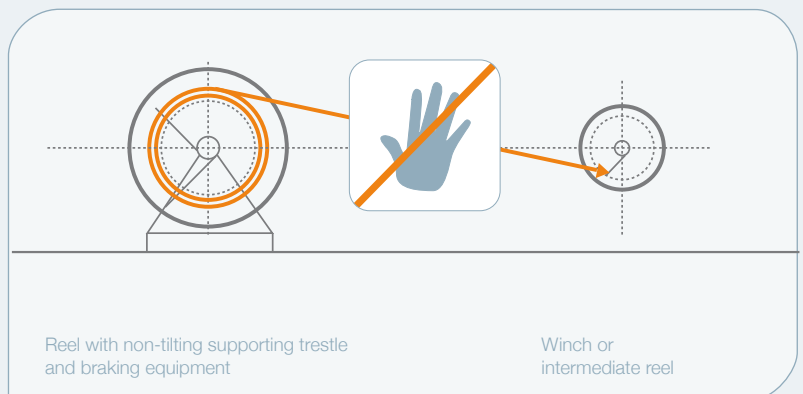 Reel with non-tilting supporting trestle
and braking equipment
Winch or
intermediate reel